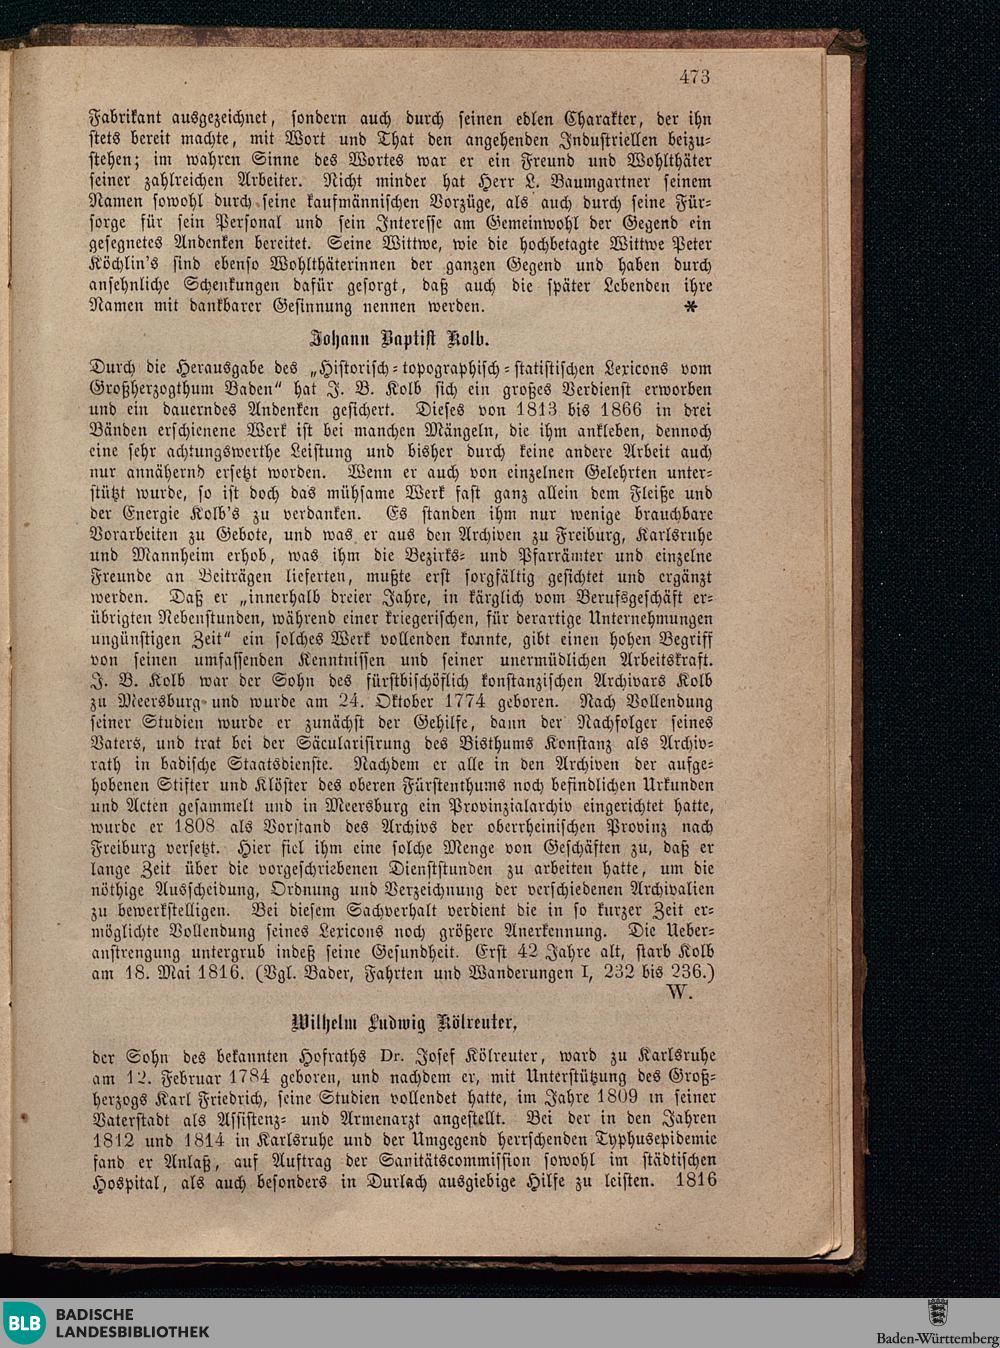 473
Fabrikant ausgezeichnet, sondern auch durch seinen edlen Charakter, der ihn
stets bereit machte, mit Wort und That den angehenden Industriellen beizu-
stehen; im wahren Sinne des Wortes war er ein Freund und Wohlthäter
seiner zahlreichen Arbeiter. Nicht minder hat Herr L. Baumgartner seinem
Namen sowohl durch seine kaufmännischen Vorzüge, als auch durch seine Für-
sorge für sein Personal und sein Interesse am Gemeinwohl der Gegend ein
gesegnetes Andenken bereitet. Seine Wittwe, wie die hochbetagte Wittwe Peter
Köchlin's sind ebenso Wohlthäterinnen der ganzen Gegend und haben durch
ansehnliche Schenkungen dafür gesorgt, daß auch die später Lebenden ihre
Namen mit dankbarer Gesinnung nennen werden. *
Johann Baptist Kolb.
Durch die Herausgabe des „Historisch-topographisch-statistischen Lexicons vom
Großherzogthum Baden" hat J. B. Kolb sich ein großes Verdienst erworben
und ein dauerndes Andenken gesichert. Dieses von 1813 bis 1866 in drei
Bänden erschienene Werk ist bei manchen Mängeln, die ihm ankleben, dennoch
eine sehr achtungswerthe Leistung und bisher durch keine andere Arbeit auch
nur annähernd ersetzt worden. Wenn er auch von einzelnen Gelehrten unter-
stützt wurde, so ist doch das mühsame Werk fast ganz allein dem Fleiße und
der Energie Kolb's zu verdanken. Es standen ihm nur wenige brauchbare
Vorarbeiten zu Gebote, und was er aus den Archiven zu Freiburg, Karlsruhe
und Mannheim erhob, was ihm die Bezirks- und Pfarrämter und einzelne
Freunde an Beiträgen lieferten, mußte erst sorgfältig gesichtet und ergänzt
werden. Daß er „innerhalb dreier Jahre, in kärglich vom Berufsgeschäft er-
übrigten Nebenstunden, während einer kriegerischen, für derartige Unternehmungen
ungünstigen Zeit" ein solches Werk vollenden konnte, gibt einen hohen Begriff
von seinen umfassenden Kenntnissen und seiner unermüdlichen Arbeitskraft.
J. B. Kolb war der Sohn des fürstbischöflich konstanzischen Archivars Kolb
zu Meersburg und wurde am 24. Oktober 1774 geboren. Nach Vollendung
seiner Studien wurde er zunächst der Gehilfe, dann der Nachfolger seines
Vaters, und trat bei der Säcularisirung des Bisthums Konstanz als Archiv-
rath in badische Staatsdienste. Nachdem er alle in den Archiven der aufge-
hobenen Stifter und Klöster des oberen Fürstenthums noch befindlichen Urkunden
und Acten gesammelt und in Meersburg ein Provinzialarchiv eingerichtet hatte,
wurde er 1808 als Vorstand des Archivs der oberrheinischen Provinz nach
Freiburg versetzt. Hier fiel ihm eine solche Menge von Geschäften zu, daß er
lange Zeit über die vorgeschriebenen Dienststunden zu arbeiten hatte, um die
nöthige Ausscheidung, Ordnung und Verzeichnung der verschiedenen Archivalien
zu bewerkstelligen. Bei diesem Sachverhalt verdient die in so kurzer Zeit er-
möglichte Vollendung seines Lexicons noch größere Anerkennung. Die Ueber-
anstrengung untergrub indeß seine Gesundheit. Erst 42 Jahre alt, starb Kolb
am 18. Mai 1816. (Vgl. Bader, Fahrten und Wanderungen I, 232 bis 236.)
W.
Wilhelm Ludwig Kölreuter,
der Sohn des bekannten Hofraths Dr. Josef Kölreuter, ward zu Karlsruhe
am 12. Februar 1784 geboren, und nachdem er, mit Unterstützung des Groß-
herzogs Karl Friedrich, seine Studien vollendet hatte, im Jahre 1809 in seiner
Vaterstadt als Assistenz- und Armenarzt angestellt. Bei der in den Jahren
1812 und 1814 in Karlsruhe und der Umgegend herrschenden Typhusepidemie
fand er Anlaß, auf Auftrag der Sanitätscommission sowohl im städtischen
Hospital, als auch besonders in Durlach ausgiebige Hilfe zu leisten. 1816
BLB BADISCHE
LANDESBIBLIOTHEK
Baden-Württemberg